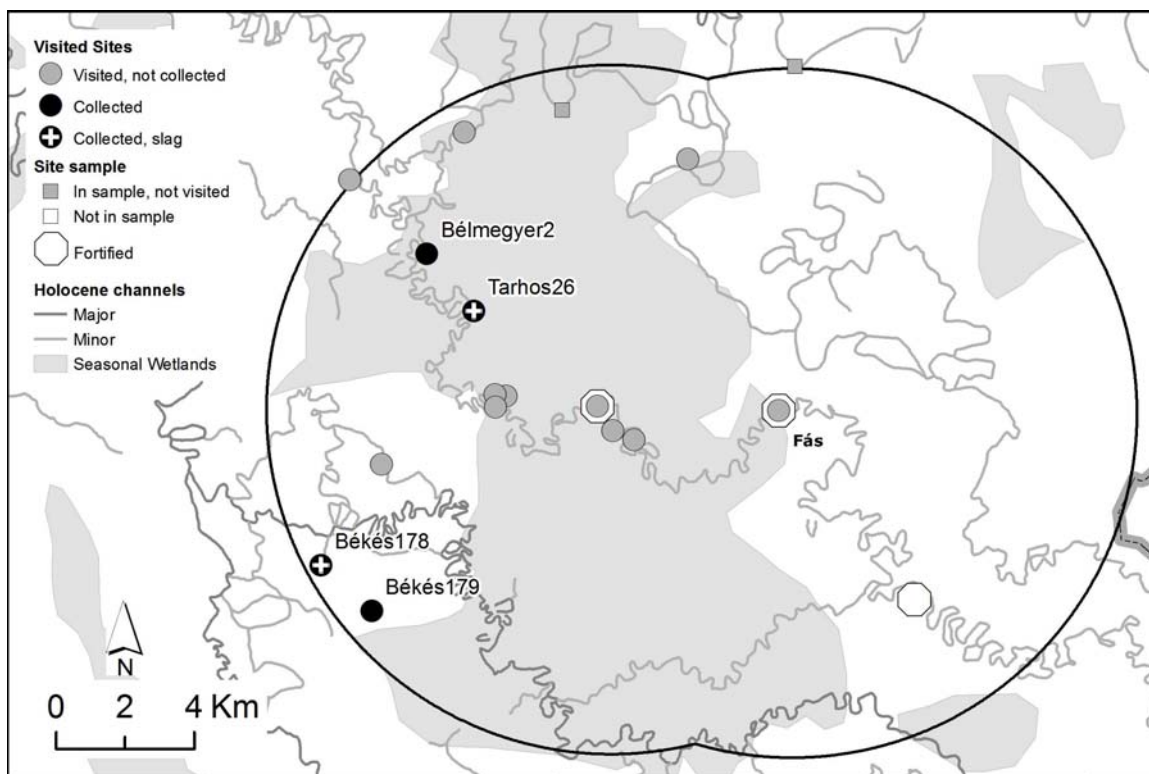 Visited Sites
Visited, not collected
Collected
Collected, slag
Site sample
In sample, not visited
Not in sample
Fortified
Holocene channels
Major
Minor
Seasonal Wetlands
Bélmegyer2
Tarhos26
Fás
Békés178
Békés179
N
0 2 4 Km